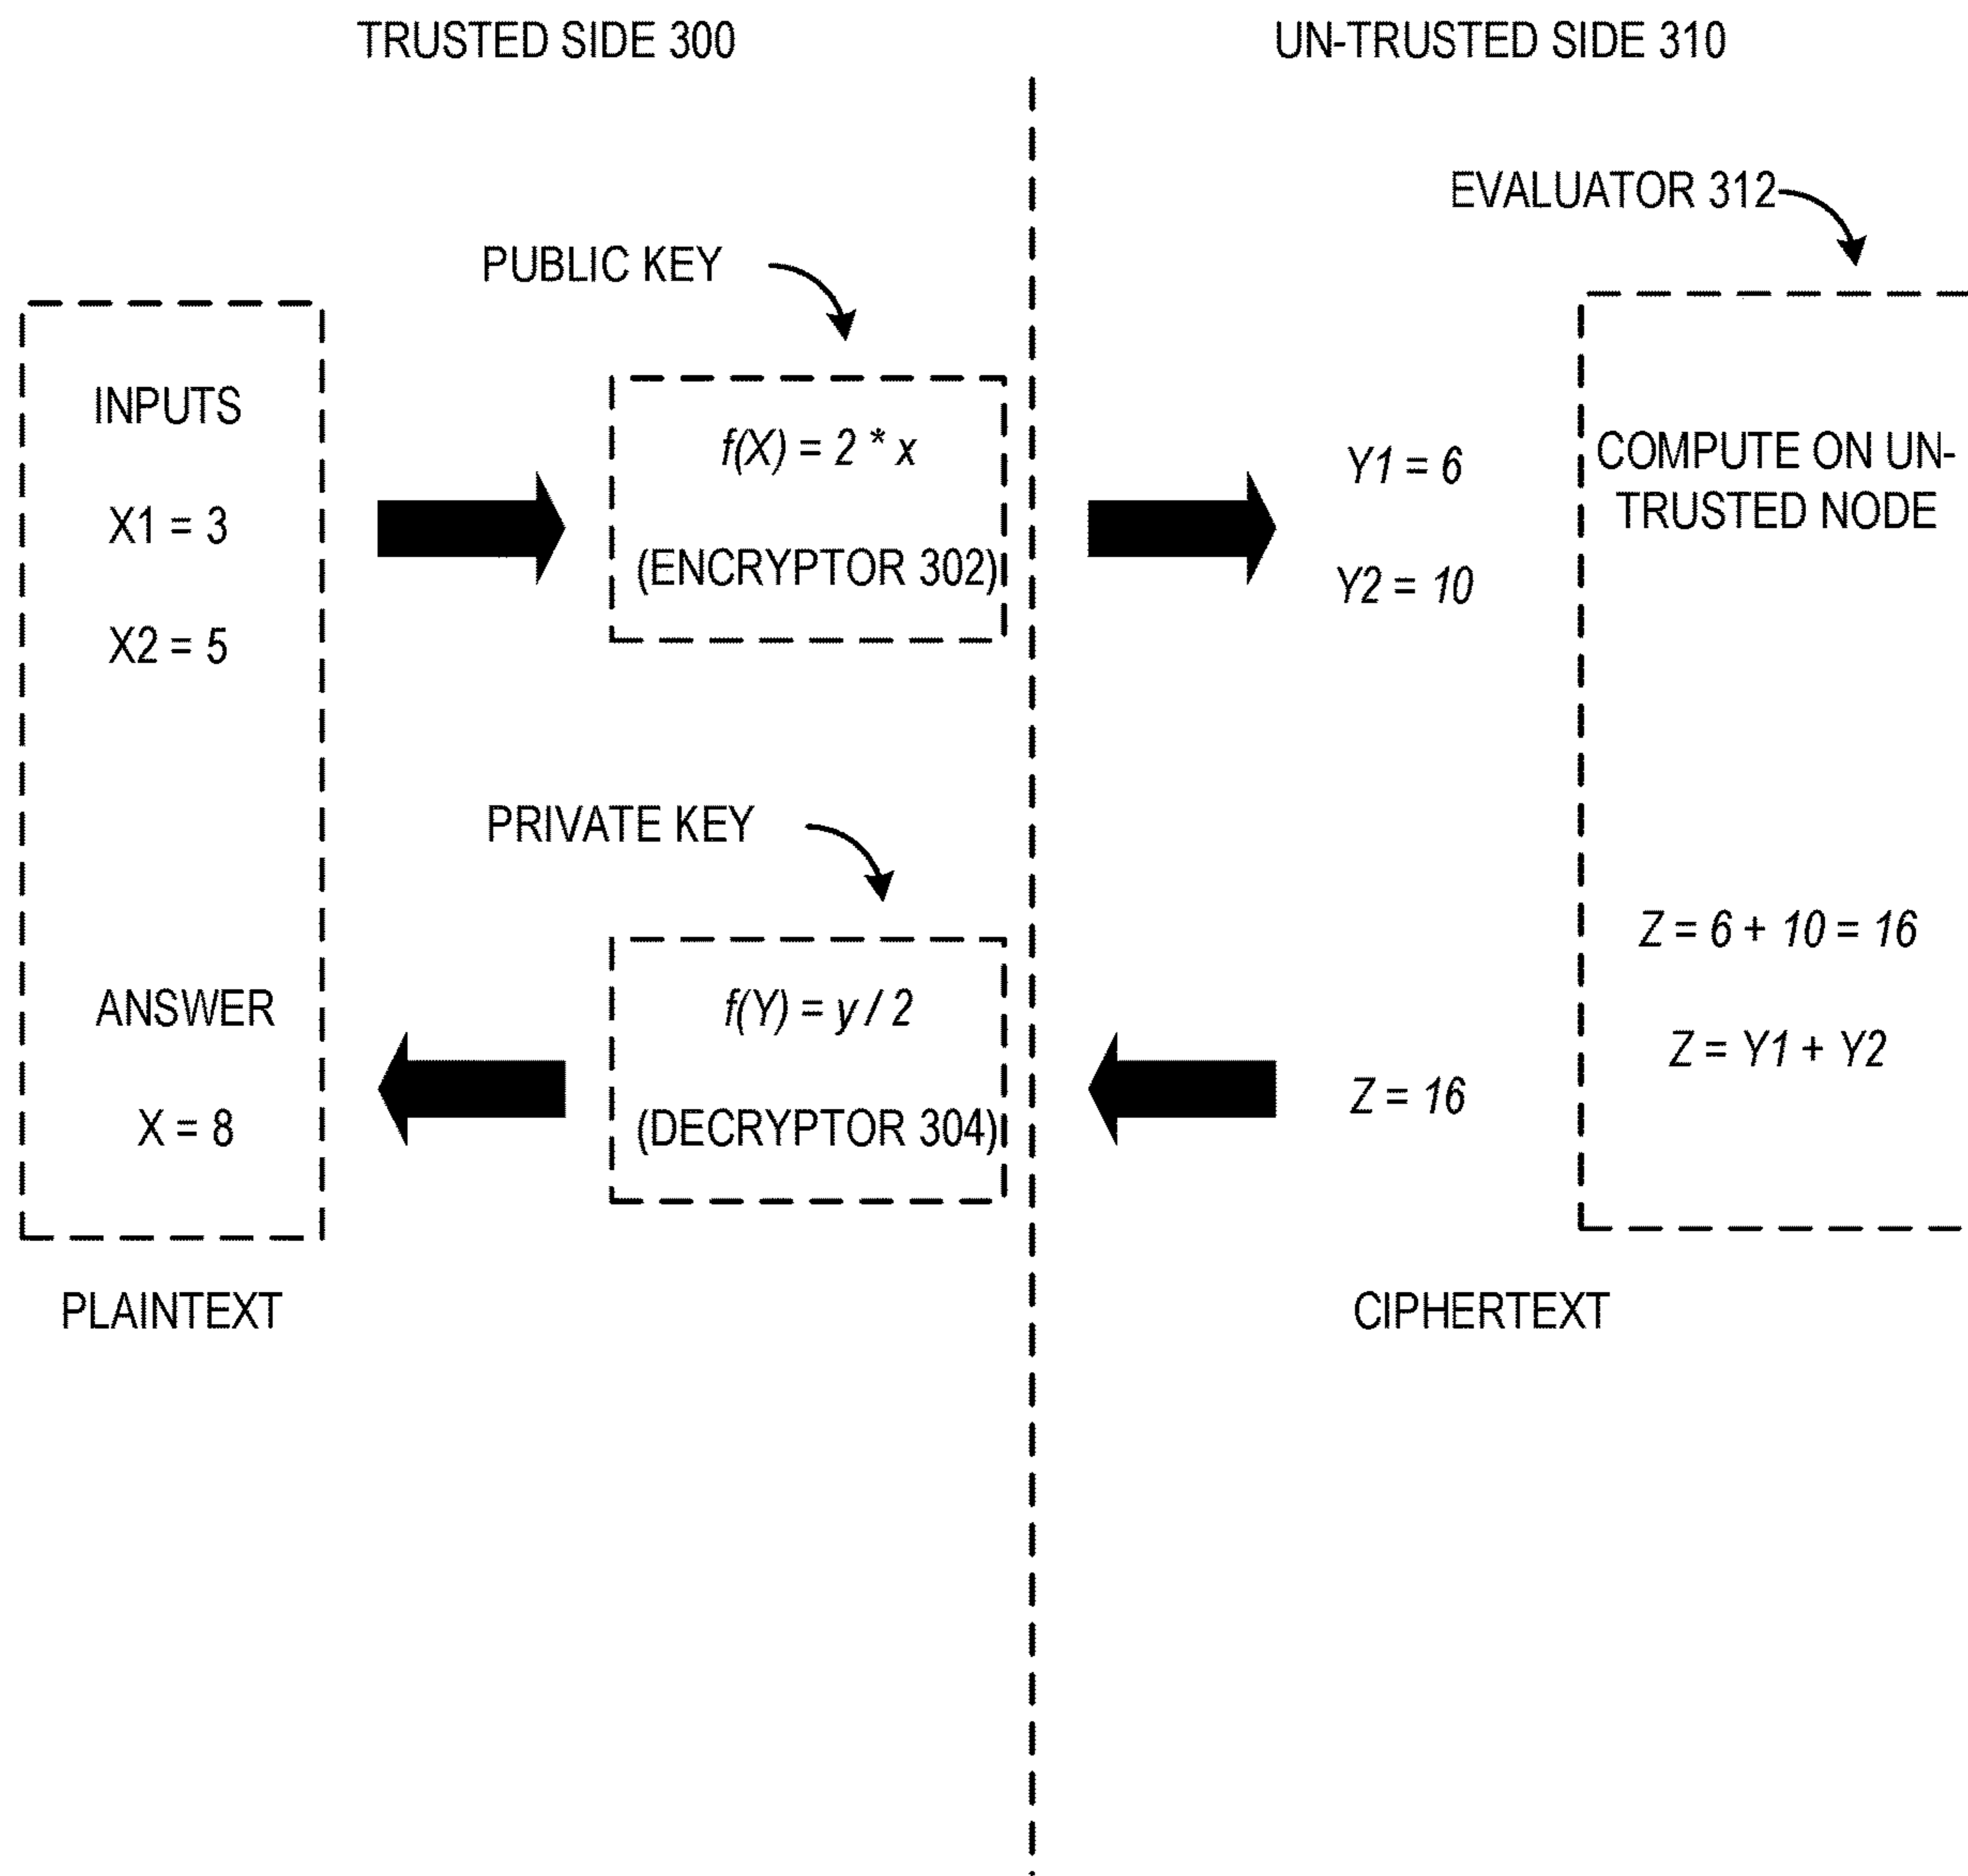 TRUSTED SIDE 300
UN-TRUSTED SIDE 310
EVALUATOR 312
PUBLIC KEY
INPUTS
X1 = 3
X2 = 5
f(X) = 2 * x
(ENCRYPTOR 302)
Y1 = 6
Y2 = 10
COMPUTE ON UN-
TRUSTED NODE
PRIVATE KEY
Z = 6 + 10 = 16
Z = Y1 + Y2
Z = 16
f(Y) = y / 2
(DECRYPTOR 304)
ANSWER
X = 8
PLAINTEXT
CIPHERTEXT